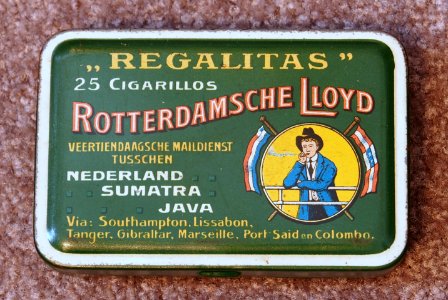 „REGALITAS"
25 CIGARILLOS
ROTTERDAMSCHE LLOYD
VEERTIENDAAGSCHE MAILDIENST
TUSSCHEN
NEDERLAND
SUMATRA
JAVA
Via: Southampton, Lissabon,
Tanger, Gibraltar, Marseille, Port Said en Colombo.